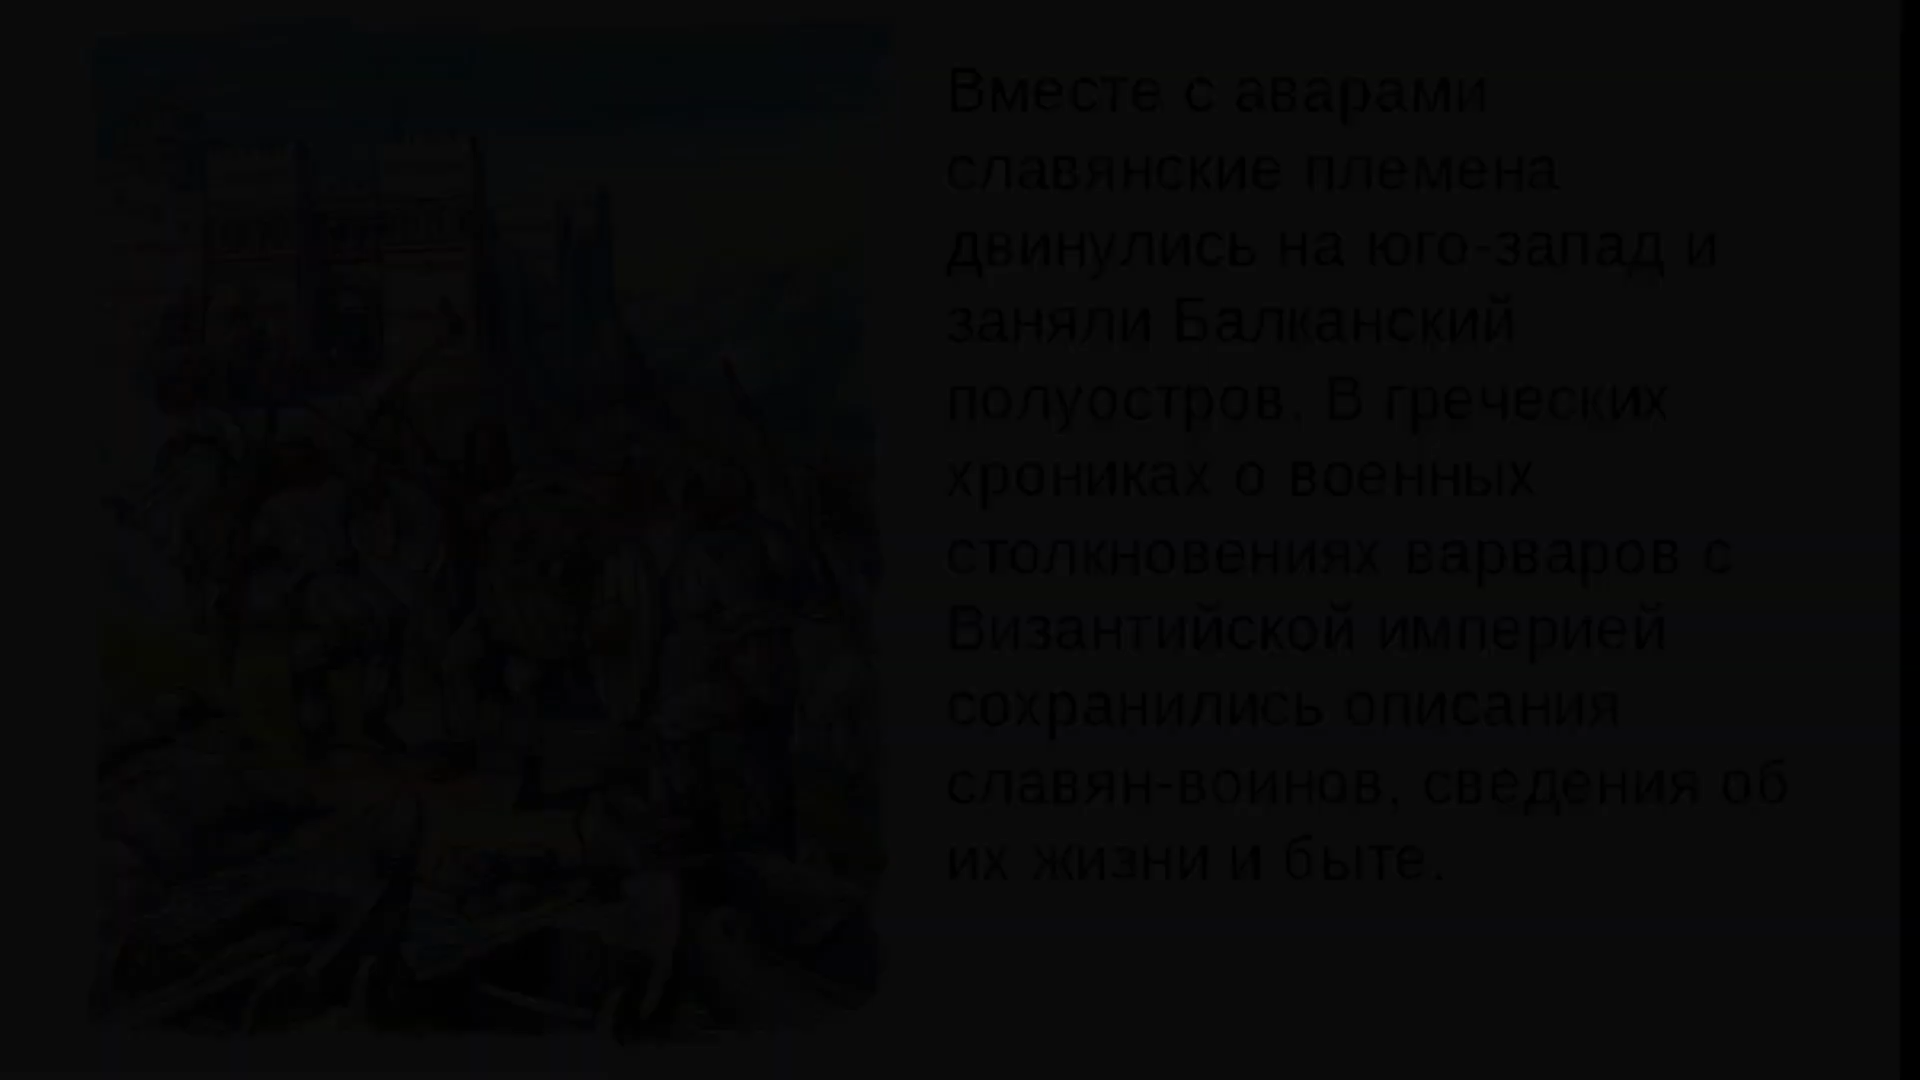 Вместе с аварами
славянские племена
двинулись на юго-запад и
заняли Балканский
полуостров. В греческих
хрониках о военных
столкновениях варваров с
Византийской империей
сохранились описания
славян-воинов, сведения об
их жизни и быте.